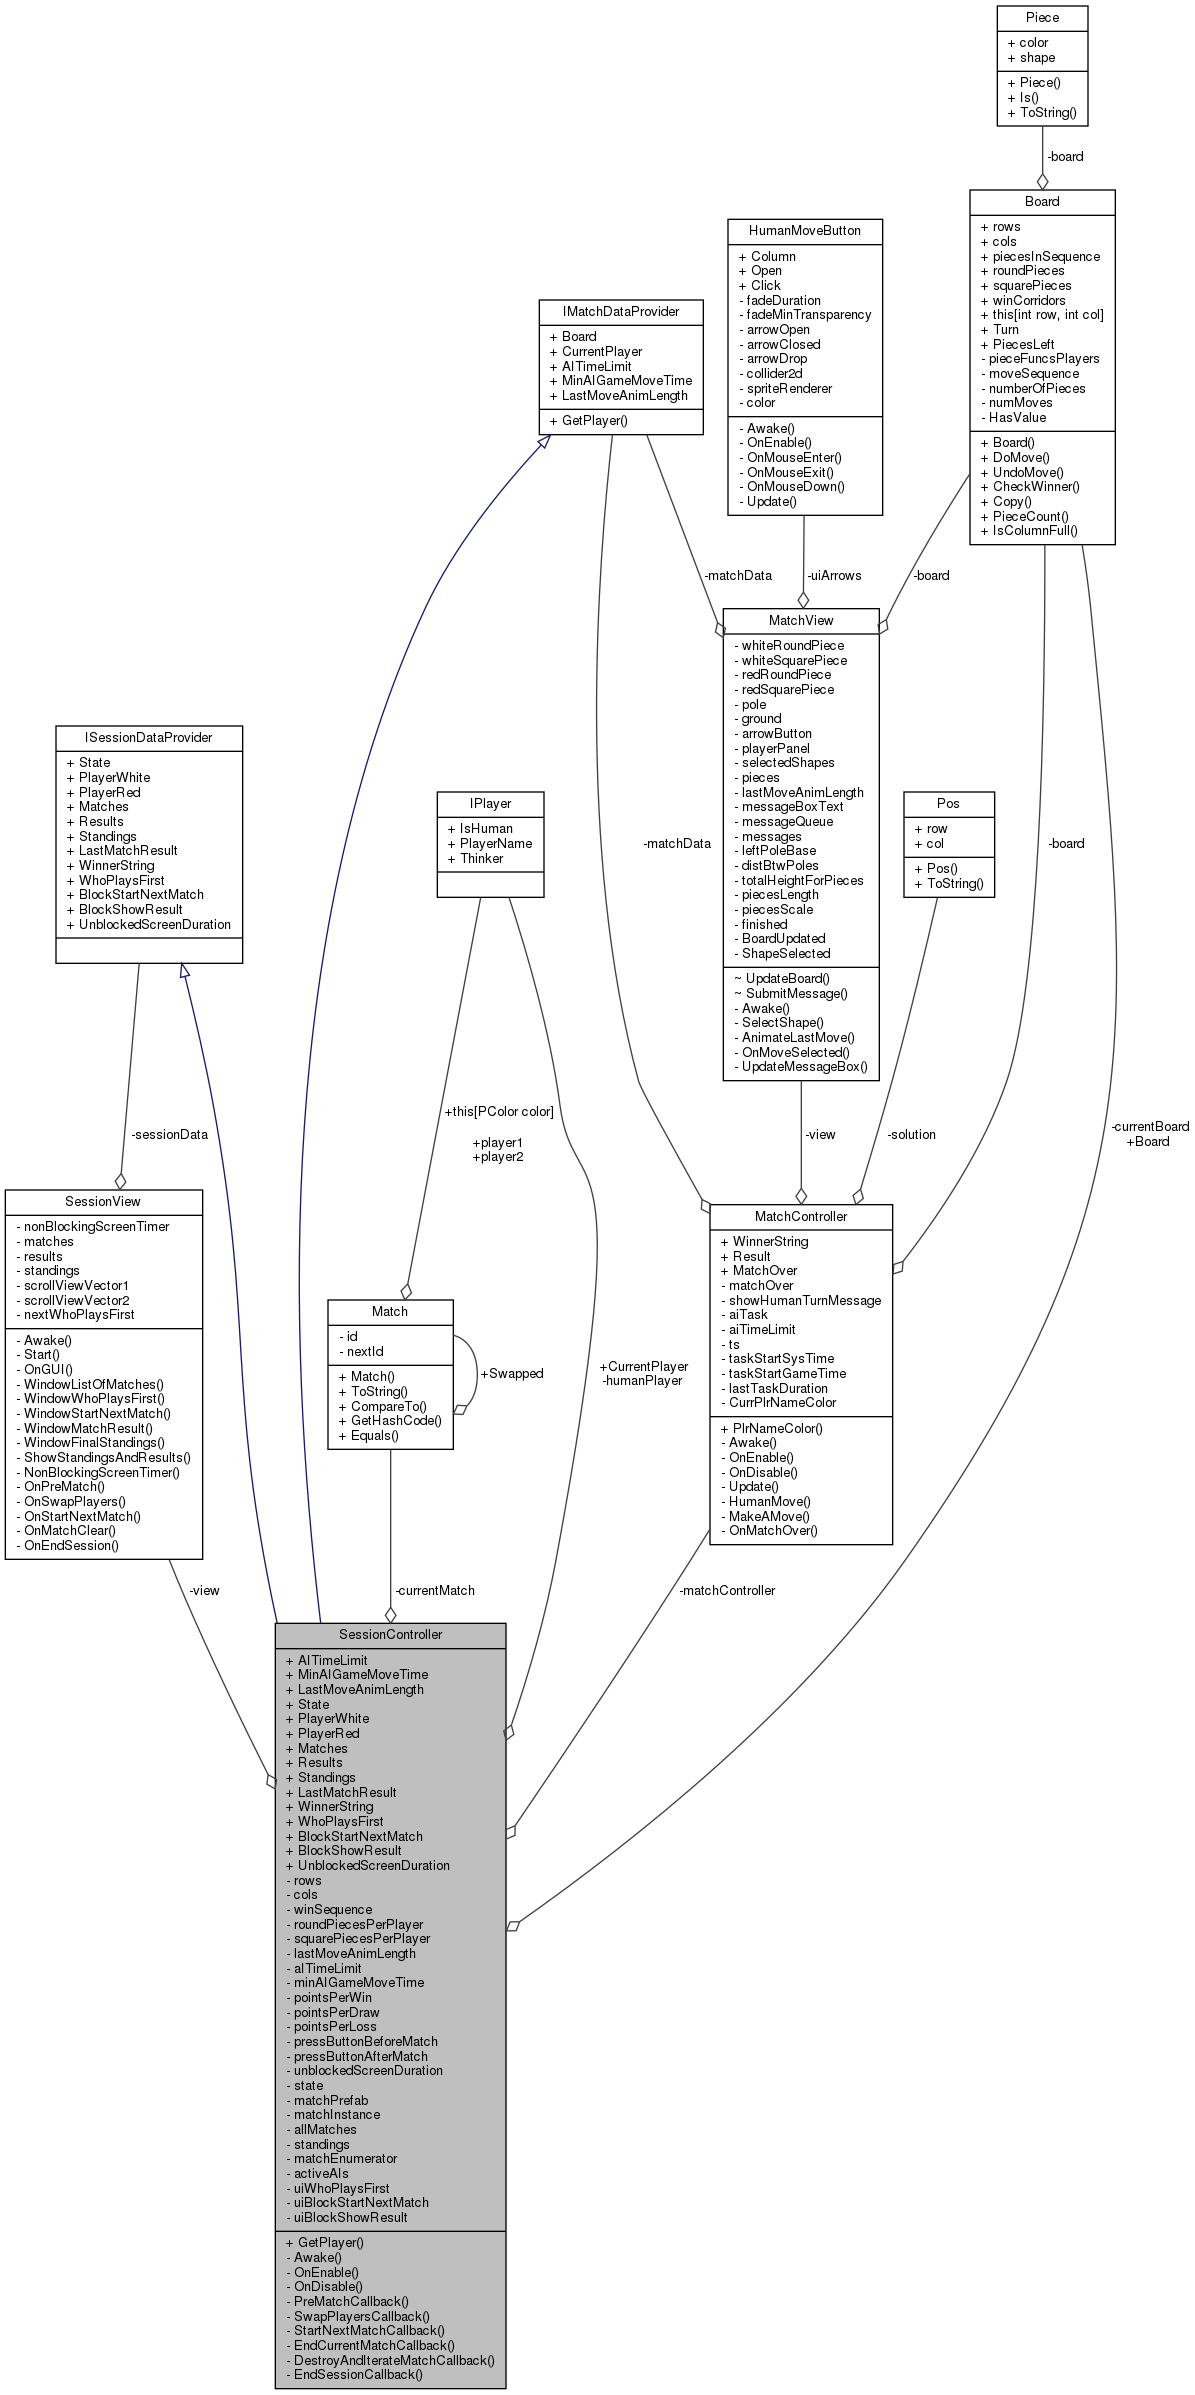 Piece
+ color
+ shape
+ Piece()
+ Is()
+ ToString()
-board
Board
+ rows
+ cols
+ piecesInSequence
+ roundPieces
+ squarePieces
+ winCorridors
+ this[int row, int col]
+ Turn
+ PiecesLeft
- pieceFuncsPlayers
- moveSequence
- numberOfPieces
- numMoves
- HasValue
+ Board()
+ DoMove()
+ UndoMove()
+ CheckWinner()
+ Copy()
+ PieceCount()
+ IsColumnFull()
HumanMoveButton
+ Column
+ Open
+ Click
- fadeDuration
- fadeMinTransparency
- arrowOpen
- arrowClosed
- arrowDrop
- collider2d
- spriteRenderer
- color
- Awake()
- OnEnable()
- OnMouseEnter()
- OnMouseExit()
- OnMouseDown()
- Update()
IMatchDataProvider
+ Board
+ CurrentPlayer
+ AITimeLimit
+ MinAIGameMoveTime
+ LastMoveAnimLength
+ GetPlayer()
-matchData
-uiArrows
-board
MatchView
- whiteRoundPiece
- whiteSquarePiece
- redRoundPiece
- redSquarePiece
- pole
- ground
- arrowButton
- playerPanel
- selectedShapes
- pieces
- lastMoveAnimLength
- messageBoxText
- messageQueue
- messages
- leftPoleBase
- distBtwPoles
- totalHeightForPieces
- piecesLength
- piecesScale
- finished
- BoardUpdated
- ShapeSelected
~ UpdateBoard()
~ SubmitMessage()
- Awake()
- SelectShape()
- AnimateLastMove()
- OnMoveSelected()
- UpdateMessageBox()
ISessionDataProvider
+ State
+ PlayerWhite
+ PlayerRed
+ Matches
+ Results
+ Standings
+ LastMatchResult
+ WinnerString
+ WhoPlaysFirst
+ BlockStartNextMatch
+ BlockShowResult
+ UnblockedScreenDuration
IPlayer
+ IsHuman
+ PlayerName
+ Thinker
-matchData
Pos
+ row
+ col
+ Pos()
+ ToString()
-board
-sessionData
+this[PColor color]
+player1
+player2
-view
-solution
-currentBoard
+Board
SessionView
- nonBlockingScreenTimer
- matches
- results
- standings
- scrollViewVector1
- scrollViewVector2
- nextWhoPlaysFirst
- Awake()
- Start()
- OnGUI()
- WindowListOfMatches()
- WindowWhoPlaysFirst()
- WindowStartNextMatch()
- WindowMatchResult()
- WindowFinalStandings()
- ShowStandingsAndResults()
- NonBlockingScreenTimer()
- OnPreMatch()
- OnSwapPlayers()
- OnStartNextMatch()
- OnMatchClear()
- OnEndSession()
Match
- id
- nextId
+ Match()
+ ToString()
+ CompareTo()
+ GetHashCode()
+ Equals()
+Swapped
+CurrentPlayer
-humanPlayer
MatchController
+ WinnerString
+ Result
+ MatchOver
- matchOver
- showHumanTurnMessage
- aiTask
- aiTimeLimit
- ts
- taskStartSysTime
- taskStartGameTime
- lastTaskDuration
- CurrPlrNameColor
+ PlrNameColor()
- Awake()
- OnEnable()
- OnDisable()
- Update()
- HumanMove()
- MakeAMove()
- OnMatchOver()
-view
-currentMatch
-matchController
SessionController
+ AITimeLimit
+ MinAIGameMoveTime
+ LastMoveAnimLength
+ State
+ PlayerWhite
+ PlayerRed
+ Matches
+ Results
+ Standings
+ LastMatchResult
+ WinnerString
+ WhoPlaysFirst
+ BlockStartNextMatch
+ BlockShowResult
+ UnblockedScreenDuration
- rows
- cols
- winSequence
- roundPiecesPerPlayer
- squarePiecesPerPlayer
- lastMoveAnimLength
- aITimeLimit
- minAIGameMoveTime
- pointsPerWin
- pointsPerDraw
- pointsPerLoss
- pressButtonBeforeMatch
- pressButtonAfterMatch
- unblockedScreenDuration
- state
- matchPrefab
- matchInstance
- allMatches
- standings
- matchEnumerator
- activeAIs
- uiWhoPlaysFirst
- uiBlockStartNextMatch
- uiBlockShowResult
+ GetPlayer()
- Awake()
- OnEnable()
- OnDisable()
- PreMatchCallback()
- SwapPlayersCallback()
- StartNextMatchCallback()
- EndCurrentMatchCallback()
- DestroyAndIterateMatchCallback()
- EndSessionCallback()